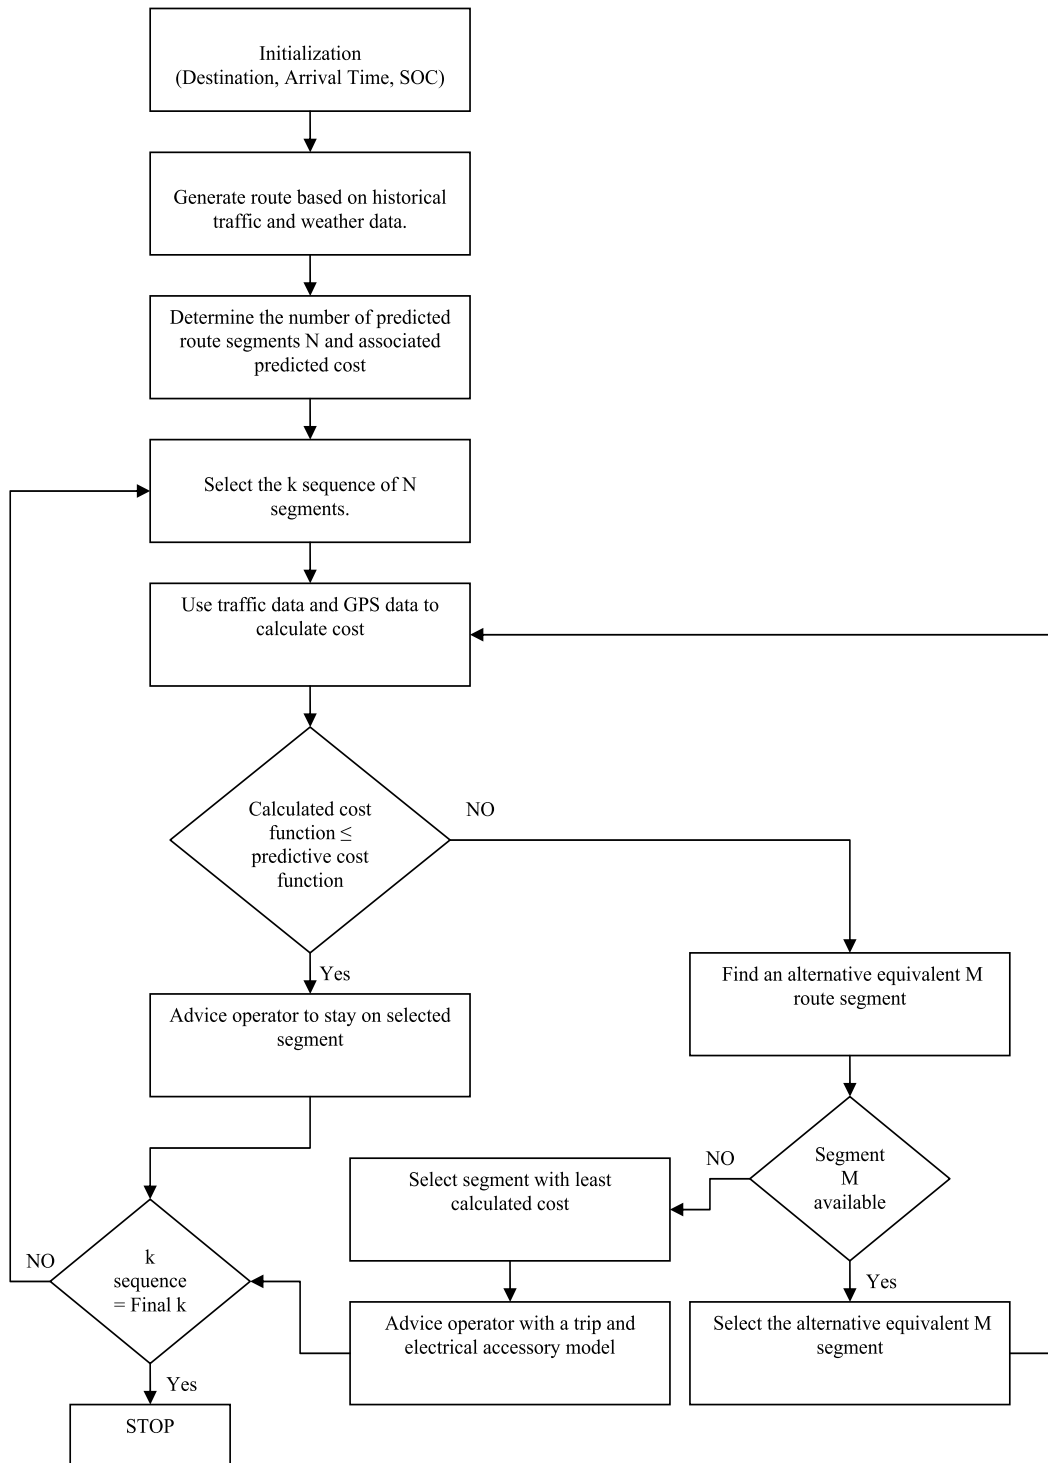 Initialization
(Destination, Arrival Time, SOC)
Generate route based on historical
traffic and weather data.
Determine the number of predicted
route segments N and associated
predicted cost
Select the k sequence of N
segments.
Use traffic data and GPS data to
calculate cost
Calculated cost
function ≤
predictive cost
function
NO
Yes
Advice operator to stay on selected
segment
Find an alternative equivalent M
route segment
Segment
M
available
NO
Yes
Select segment with least
calculated cost
Advice operator with a trip and
electrical accessory model
Select the alternative equivalent M
segment
k
sequence
= Final k
NO
Yes
STOP